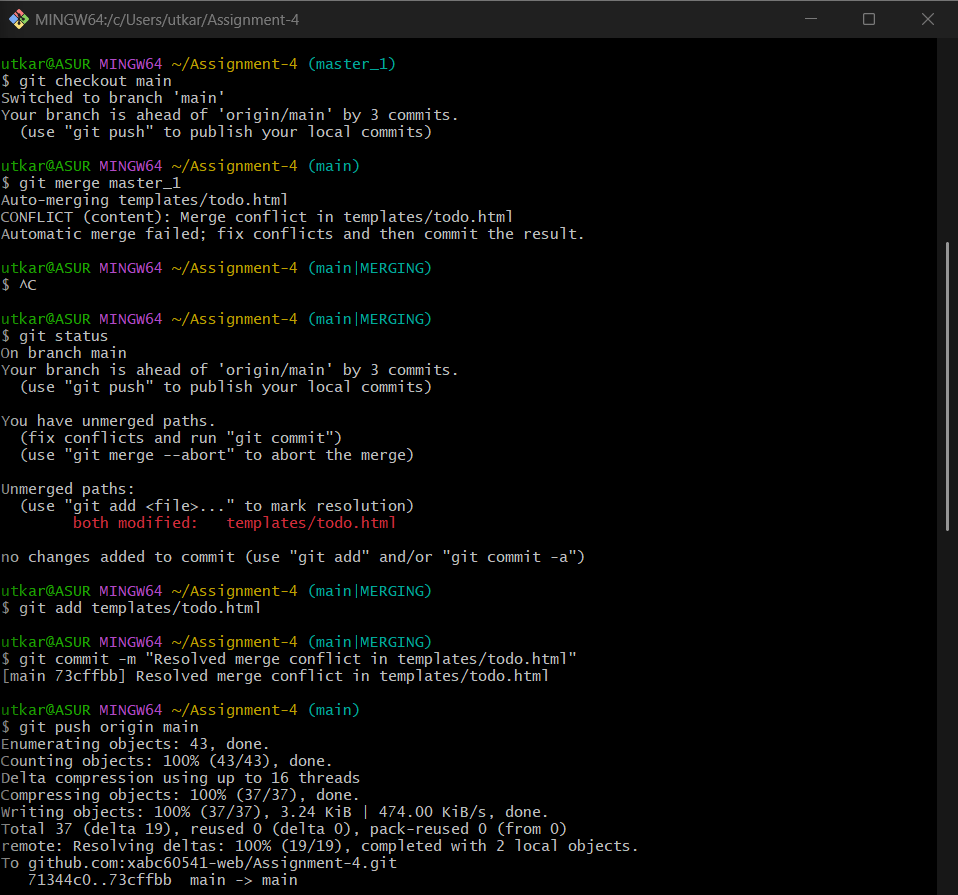 MINGW64:/c/Users/utkar/Assignment-4
utkar@ASUR MINGW64 ~/Assignment-4 (master_1)
$ git checkout main
Switched to branch 'main'
Your branch is ahead of 'origin/main' by 3 commits.
  (use "git push" to publish your local commits)
utkar@ASUR MINGW64 ~/Assignment-4 (main)
$ git merge master_1
Auto-merging templates/todo.html
CONFLICT (content): Merge conflict in templates/todo.html
Automatic merge failed; fix conflicts and then commit the result.
utkar@ASUR MINGW64 ~/Assignment-4 (main|MERGING)
$ ^C
utkar@ASUR MINGW64 ~/Assignment-4 (main|MERGING)
$ git status
On branch main
Your branch is ahead of 'origin/main' by 3 commits.
  (use "git push" to publish your local commits)
You have unmerged paths.
  (fix conflicts and run "git commit")
  (use "git merge --abort" to abort the merge)
Unmerged paths:
  (use "git add <file>..." to mark resolution)
        both modified:   templates/todo.html
no changes added to commit (use "git add" and/or "git commit -a")
utkar@ASUR MINGW64 ~/Assignment-4 (main|MERGING)
$ git add templates/todo.html
utkar@ASUR MINGW64 ~/Assignment-4 (main|MERGING)
$ git commit -m "Resolved merge conflict in templates/todo.html"
[main 73cffbb] Resolved merge conflict in templates/todo.html
utkar@ASUR MINGW64 ~/Assignment-4 (main)
$ git push origin main
Enumerating objects: 43, done.
Counting objects: 100% (43/43), done.
Delta compression using up to 16 threads
Compressing objects: 100% (37/37), done.
Writing objects: 100% (37/37), 3.24 KiB | 474.00 KiB/s, done.
Total 37 (delta 19), reused 0 (delta 0), pack-reused 0 (from 0)
remote: Resolving deltas: 100% (19/19), completed with 2 local objects.
To github.com:xabc60541-web/Assignment-4.git
   71344c0..73cffbb  main -> main